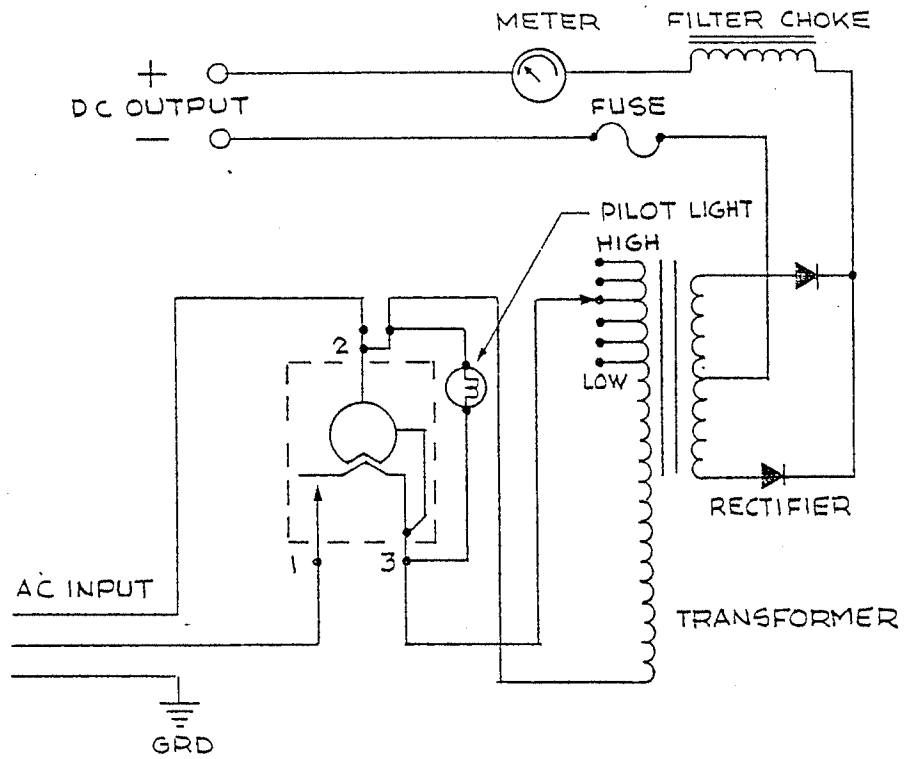 METER
FILTER CHOKE
+
DC OUTPUT
FUSE
−
PILOT LIGHT
HIGH
2
LOW
RECTIFIER
1
3
AC INPUT
TRANSFORMER
GRD